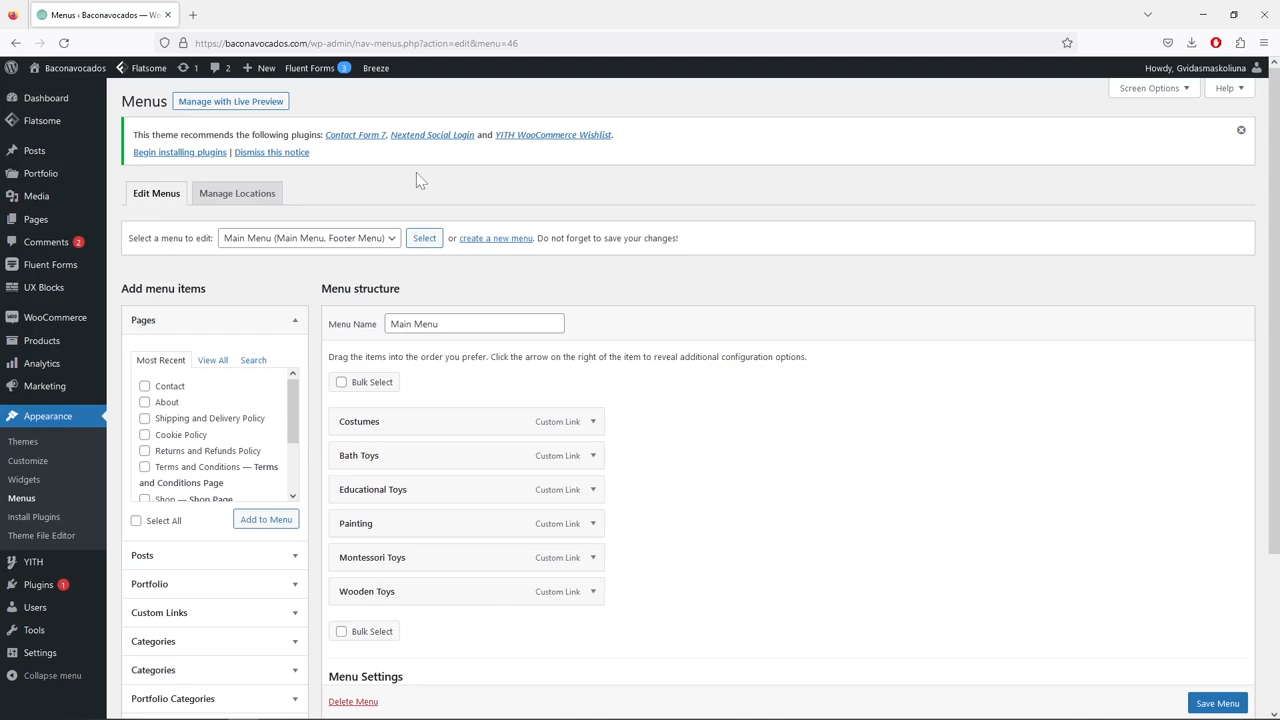 Menus ‹ Baconavocados — Wo
https://baconavocados.com/wp-admin/nav-menus.php?action=edit&menu=46
Baconavocados
Flatsome
1
2
New
Fluent Forms 3
Breeze
Howdy, Gvidasmaskoliuna
Dashboard
Flatsome
Posts
Portfolio
Media
Pages
Comments 2
Fluent Forms
UX Blocks
WooCommerce
Products
Analytics
Marketing
Appearance
Themes
Customize
Widgets
Menus
Install Plugins
Theme File Editor
YITH
Plugins 1
Users
Tools
Settings
Collapse menu
Menus
Manage with Live Preview
Screen Options
Help
This theme recommends the following plugins: Contact Form 7, Nextend Social Login and YITH WooCommerce Wishlist.
Begin installing plugins | Dismiss this notice
Edit Menus
Manage Locations
Select a menu to edit: Main Menu (Main Menu, Footer Menu) Select or create a new menu. Do not forget to save your changes!
Add menu items
Pages
Most Recent
View All
Search
Contact
About
Shipping and Delivery Policy
Cookie Policy
Returns and Refunds Policy
Terms and Conditions — Terms
and Conditions Page
Shop — Shop Page
Select All
Add to Menu
Posts
Portfolio
Custom Links
Categories
Categories
Portfolio Categories
Menu structure
Menu Name Main Menu
Drag the items into the order you prefer. Click the arrow on the right of the item to reveal additional configuration options.
Bulk Select
Costumes Custom Link
Bath Toys Custom Link
Educational Toys Custom Link
Painting Custom Link
Montessori Toys Custom Link
Wooden Toys Custom Link
Bulk Select
Menu Settings
Delete Menu
Save Menu